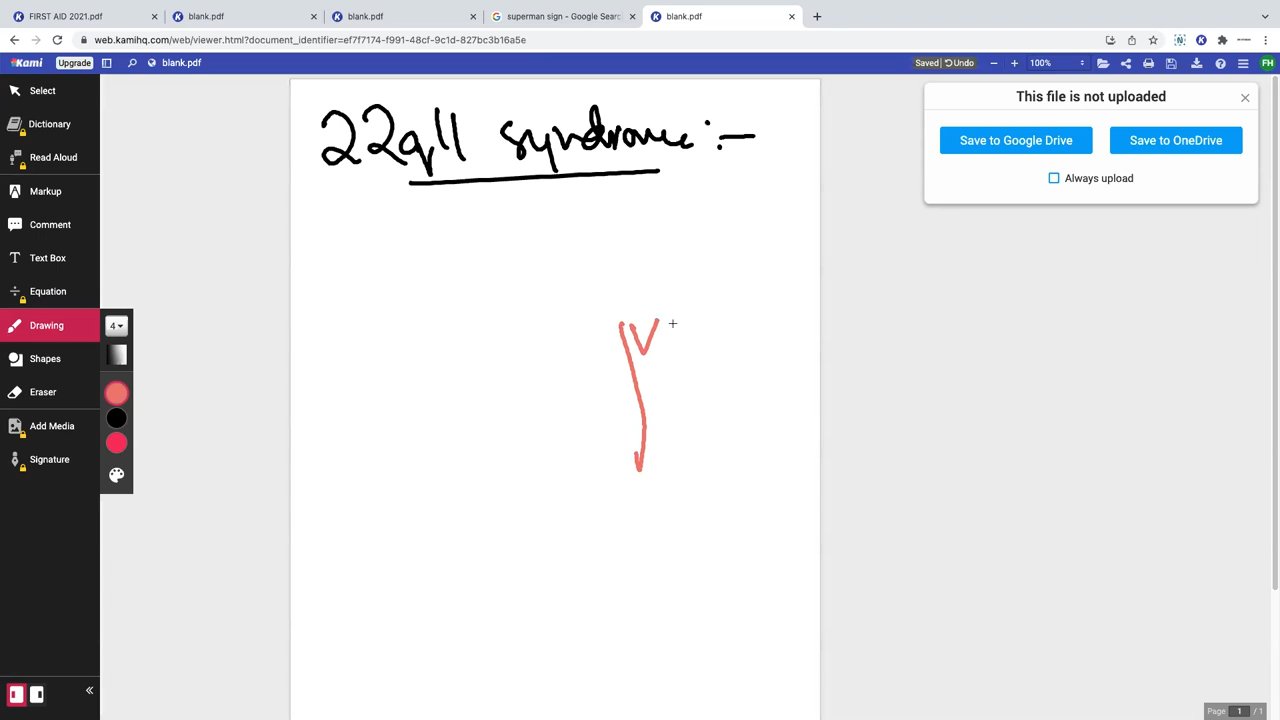 FIRST AID 2021.pdf
blank.pdf
blank.pdf
superman sign - Google Searc
blank.pdf
web.kamihq.com/web/viewer.html?document_identifier=ef7f7174-f991-48cf-9c1d-827bc3b16a5e
Kami
Upgrade
blank.pdf
Saved
Undo
100%
FH
Select
Dictionary
Read Aloud
Markup
Comment
Text Box
Equation
Drawing
Shapes
Eraser
Add Media
Signature
4
22q11 syndrome :-
This file is not uploaded
Save to Google Drive
Save to OneDrive
Always upload
Page 1 / 1